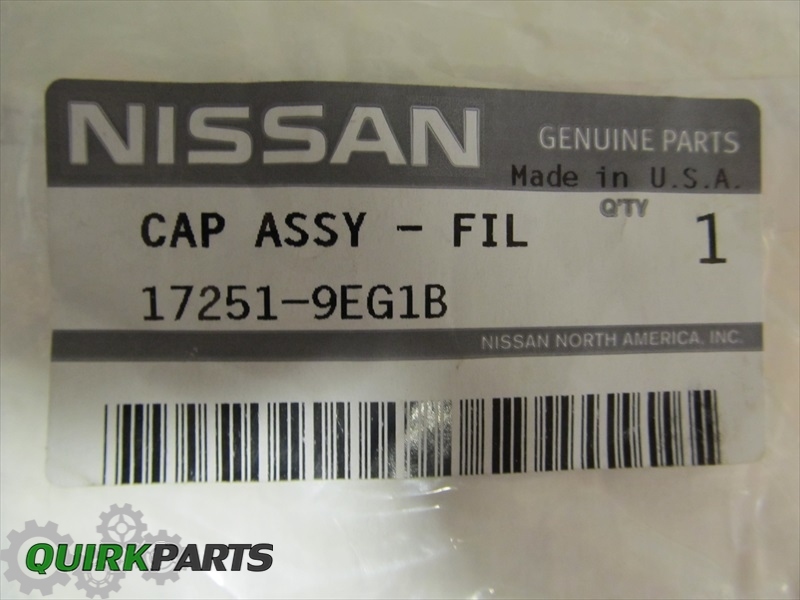 NISSAN GENUINE PARTS
Made in U.S.A.
CAP ASSY - FIL Q'TY 1
17251-9EG1B
NISSAN NORTH AMERICA, INC.
QUIRKPARTS